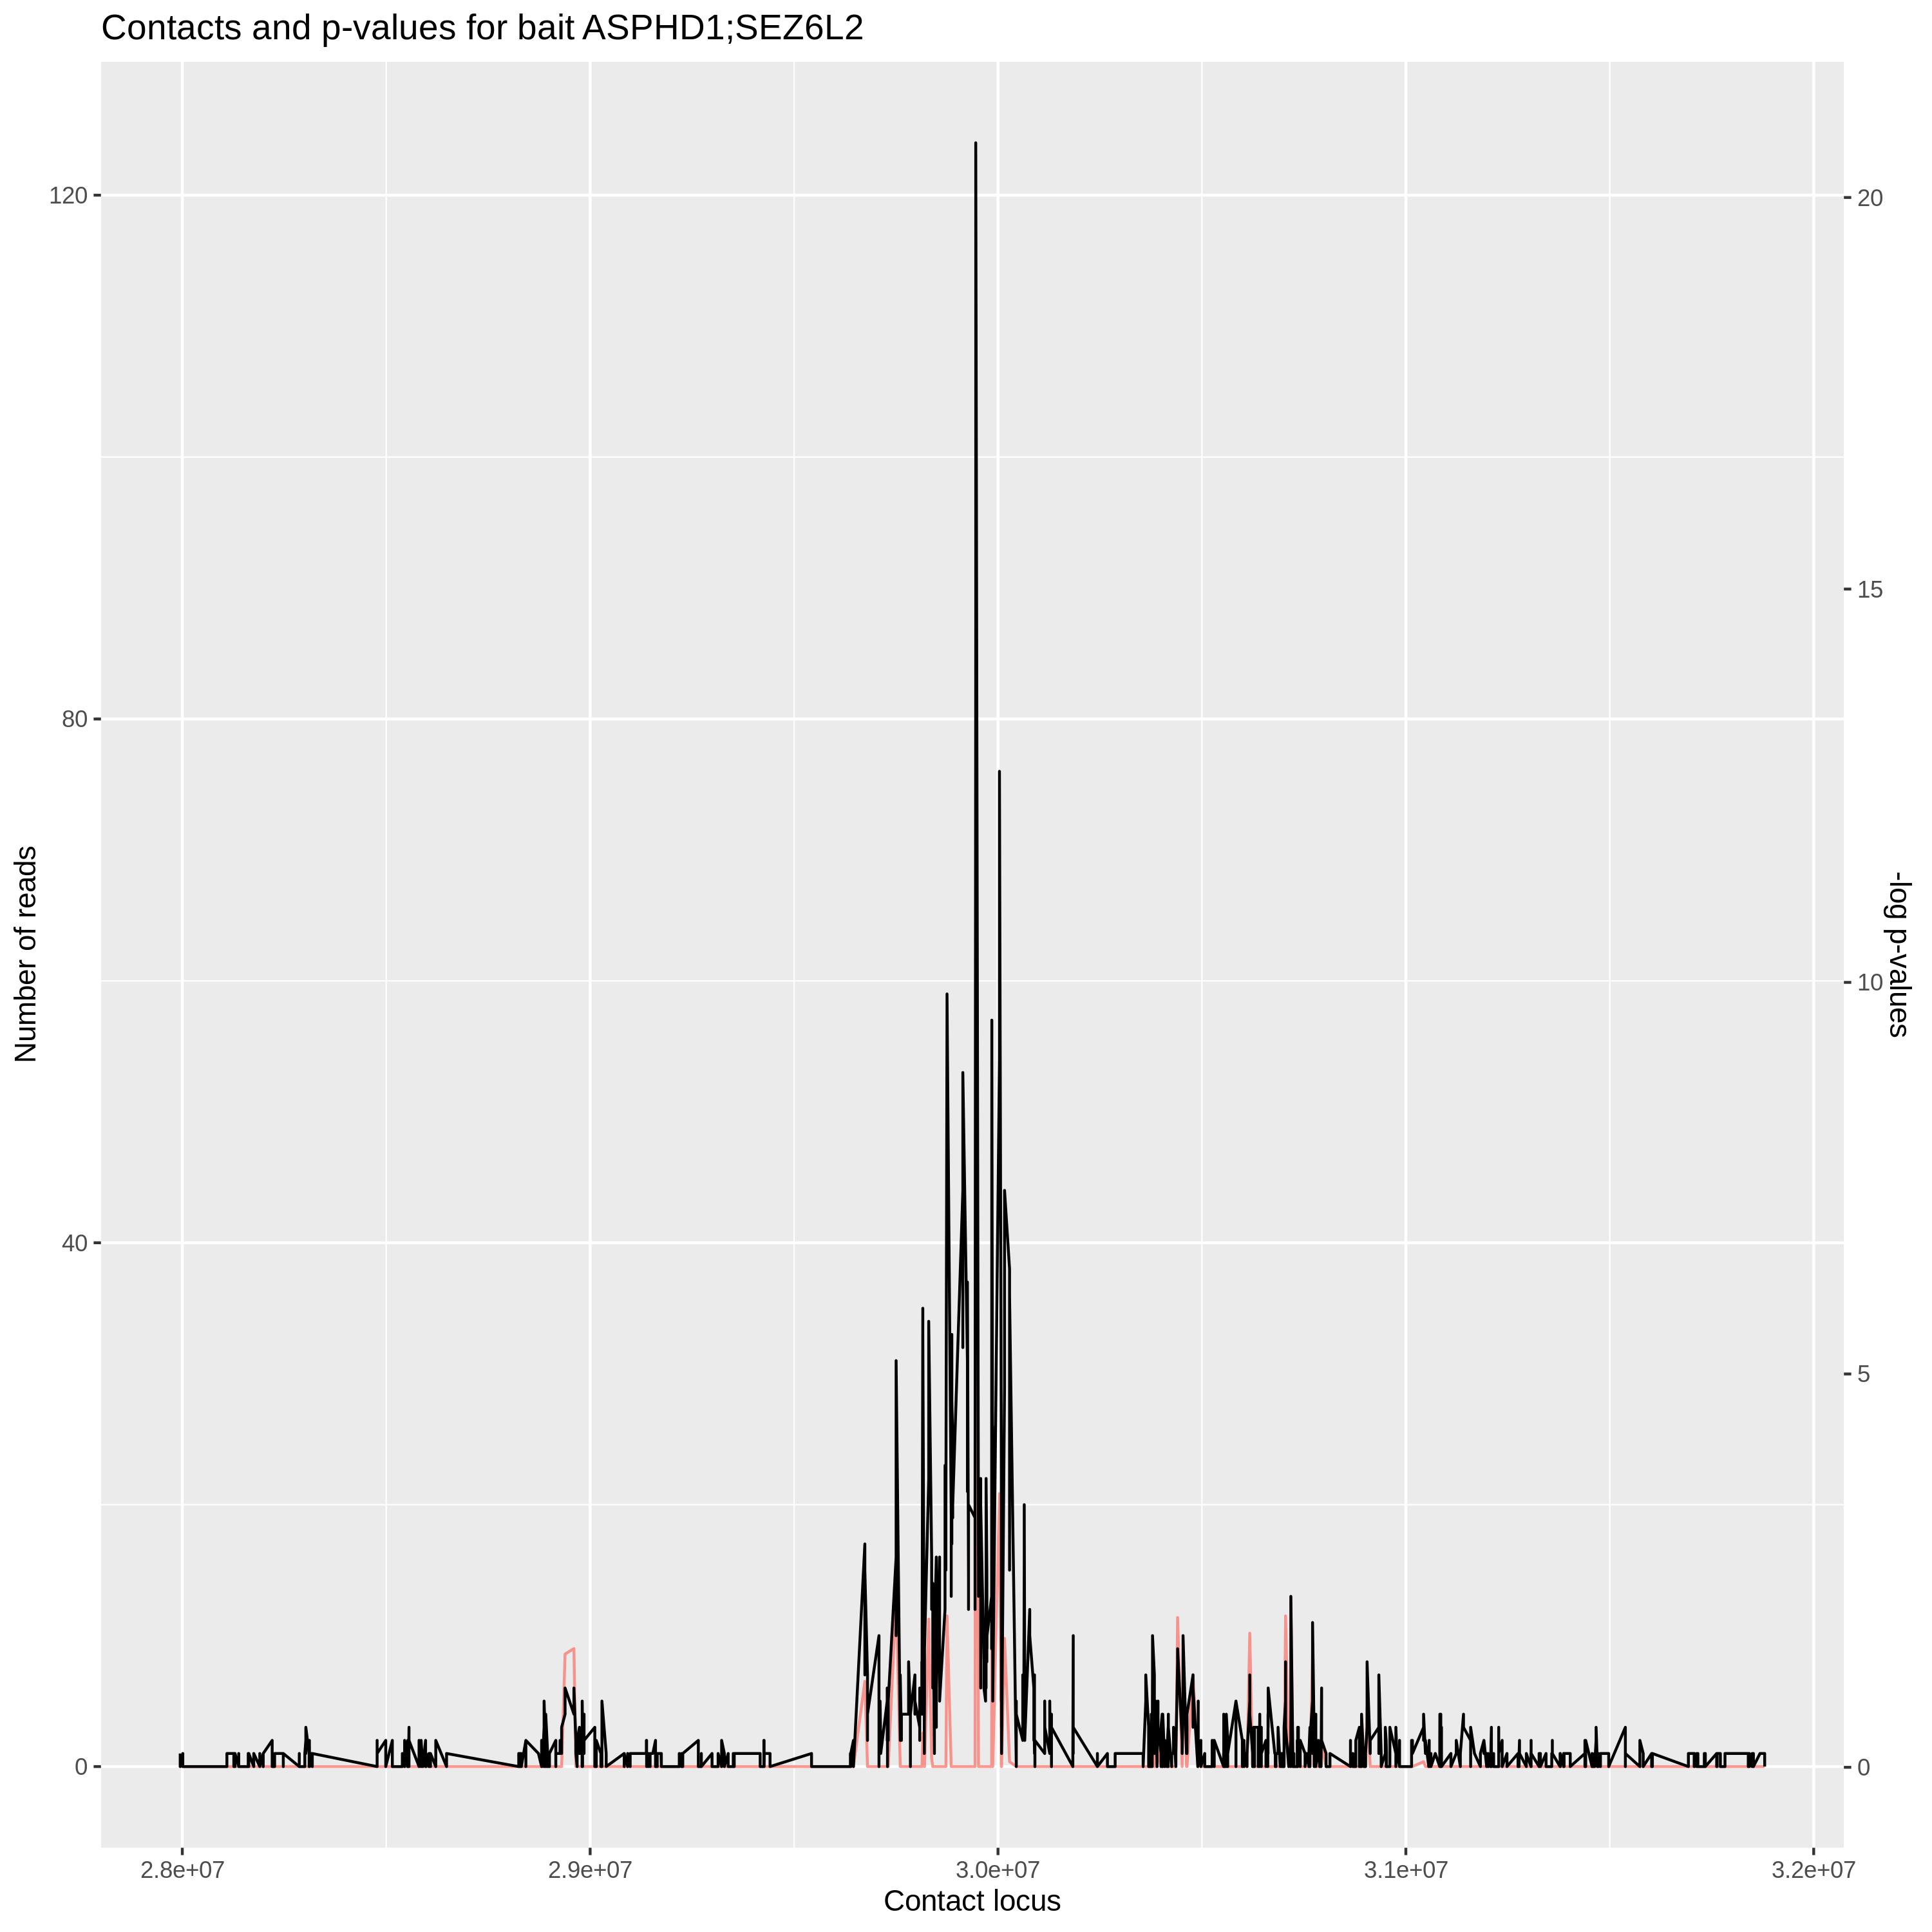 Contacts and p-values for bait ASPHD1;SEZ6L2
120
80
40
0
Number of reads
20
15
10
5
0
-log p-values
2.8e+07
2.9e+07
3.0e+07
3.1e+07
3.2e+07
Contact locus